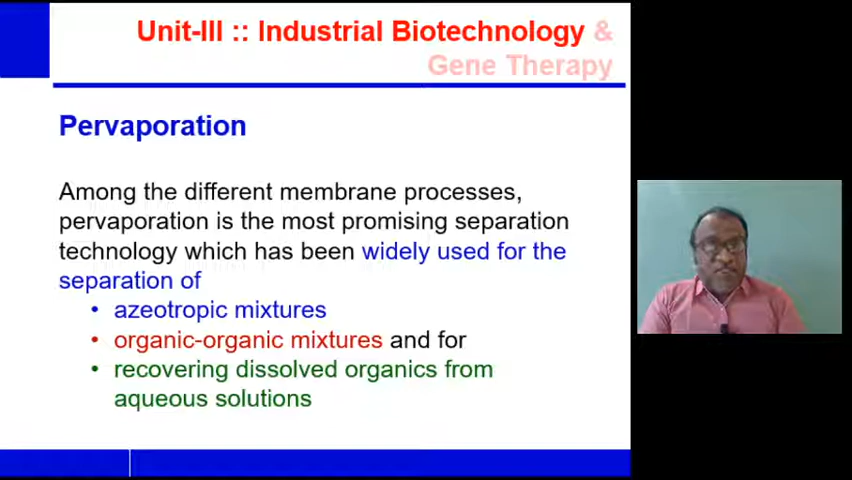 Unit-III :: Industrial Biotechnology &
Gene Therapy
Pervaporation
Among the different membrane processes,
pervaporation is the most promising separation
technology which has been widely used for the
separation of
• azeotropic mixtures
• organic-organic mixtures and for
• recovering dissolved organics from
aqueous solutions